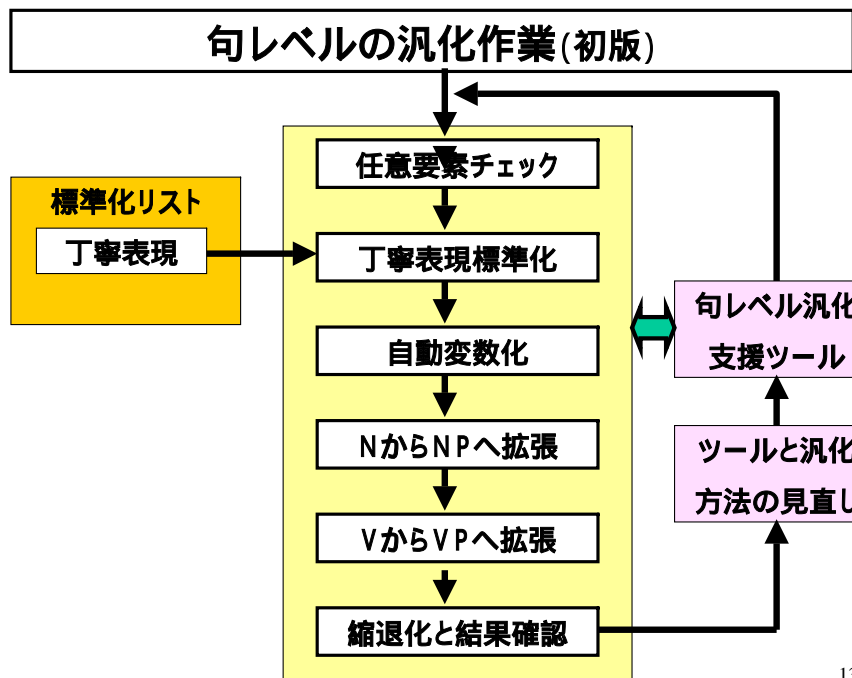 句レベルの汎化作業(初版)
任意要素チェック
標準化リスト
丁寧表現
丁寧表現標準化
自動変数化
句レベル汎化
支援ツール
NからNPへ拡張
ツールと汎化
方法の見直し
VからVPへ拡張
縮退化と結果確認
13